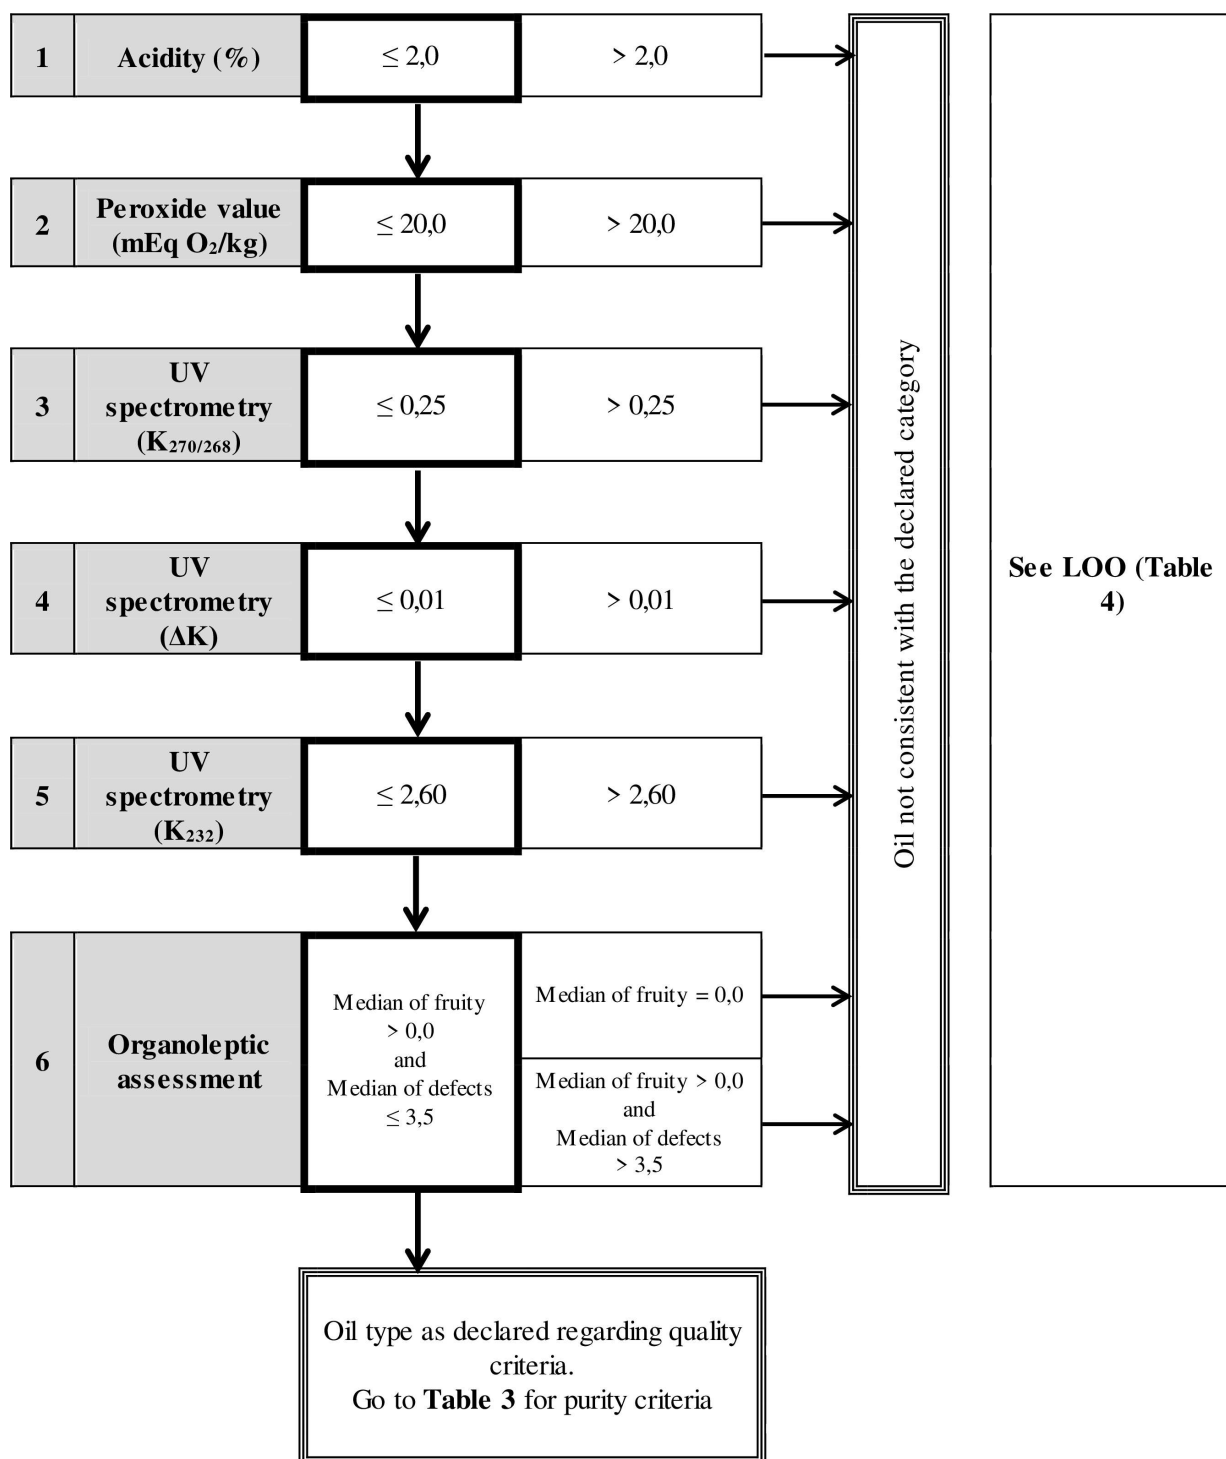 1
Acidity (%)
≤ 2,0
> 2,0
2
Peroxide value
(mEq O₂/kg)
≤ 20,0
> 20,0
3
UV
spectrometry
(K₂₇₀/₂₆₈)
≤ 0,25
> 0,25
4
UV
spectrometry
(ΔK)
≤ 0,01
> 0,01
5
UV
spectrometry
(K₂₃₂)
≤ 2,60
> 2,60
6
Organoleptic
assessment
Median of fruity
> 0,0
and
Median of defects
≤ 3,5
Median of fruity = 0,0
Median of fruity > 0,0
and
Median of defects
> 3,5
Oil not consistent with the declared category
See LOO (Table
4)
Oil type as declared regarding quality
criteria.
Go to Table 3 for purity criteria